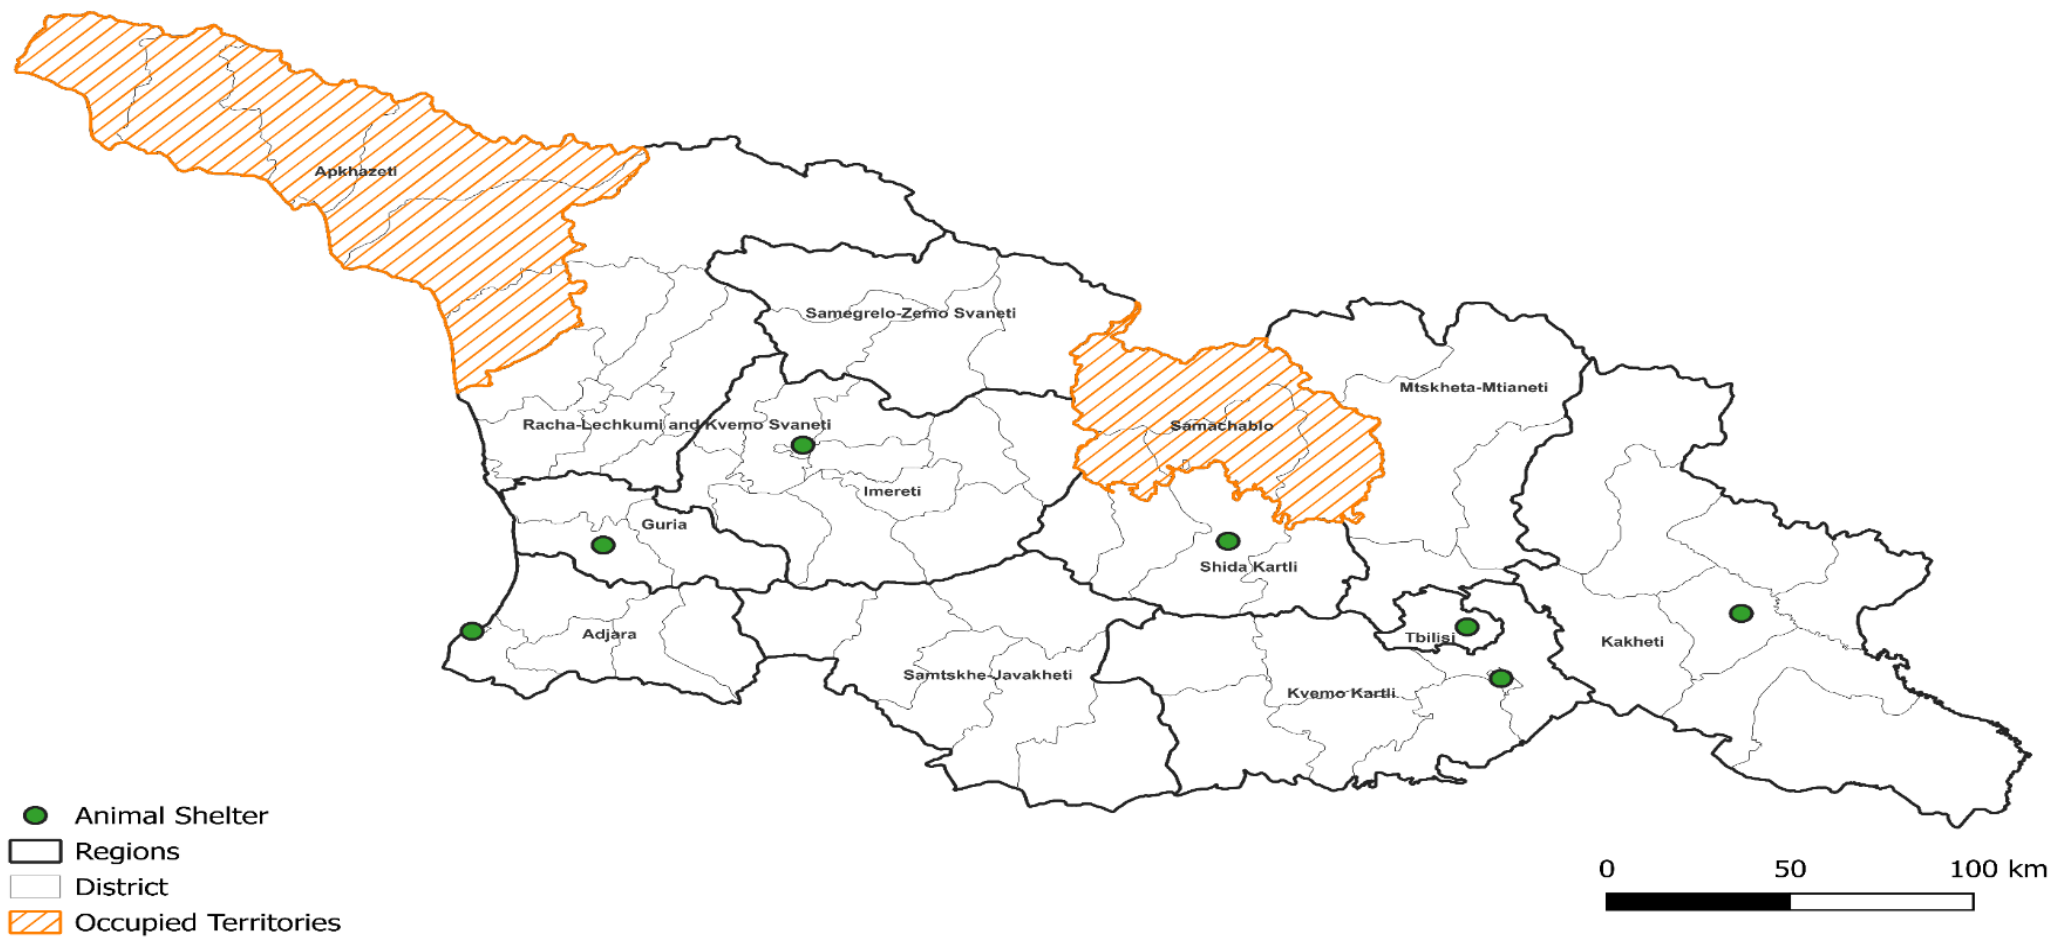 Apkhazeti
Samegrelo-Zemo Svaneti
Mtskheta-Mtianeti
Racha-Lechkumi and Kvemo Svaneti
Samachablo
Imereti
Guria
Shida Kartli
Adjara
Tbilisi
Kakheti
Samtskhe-Javakheti
Kvemo Kartli
Animal Shelter
Regions
District
Occupied Territories
0 50 100 km